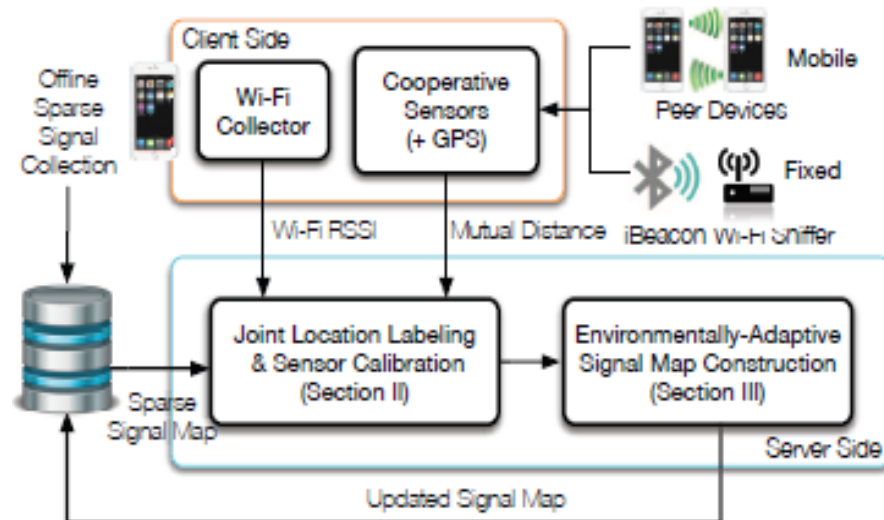 Client Side
Offline
Sparse
Signal
Collection
Wi-Fi
Collector
Cooperative
Sensors
(+ GPS)
Mobile
Peer Devices
Fixed
iBeacon Wi-Fi Sniffer
Wi-Fi RSSI
Mutual Distance
Joint Location Labeling
& Sensor Calibration
(Section II)
Environmentally-Adaptive
Signal Map Construction
(Section III)
Sparse
Signal Map
Server Side
Updated Signal Map